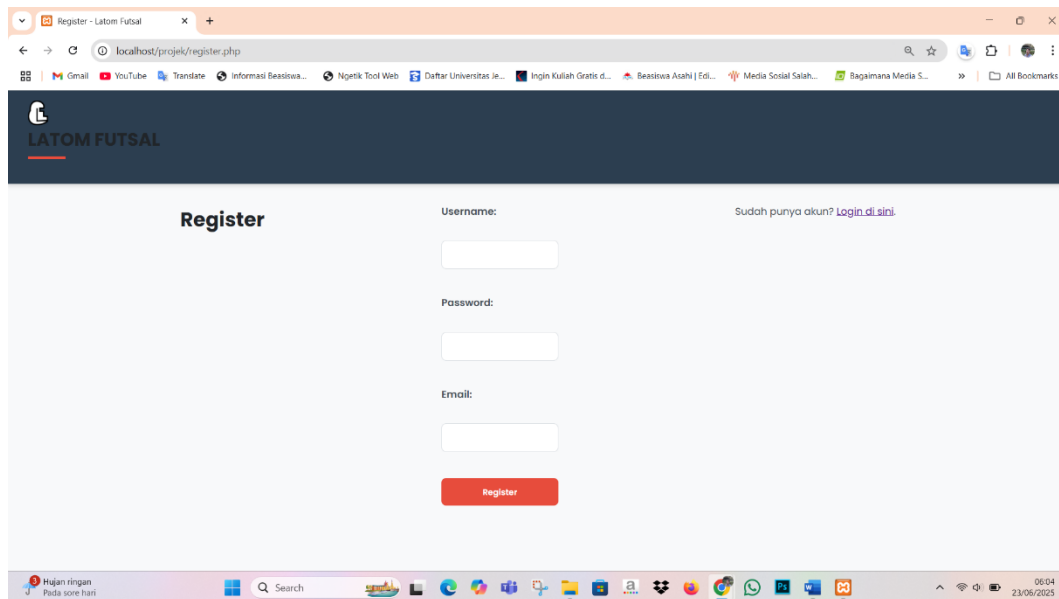 Register - Latom Futsal
localhost/projek/register.php
Gmail YouTube Translate Informasi Beasiswa... Ngetik Tool Web Daftar Universitas Je... Ingin Kuliah Gratis d... Beasiswa Asahi | Edi... Media Sosial Salah... Bagaimana Media S... » All Bookmarks
LATOM FUTSAL
Register
Username:
Password:
Email:
Register
Sudah punya akun? Login di sini.
3
Hujan ringan
Pada sore hari
Search
06:04
23/06/2025